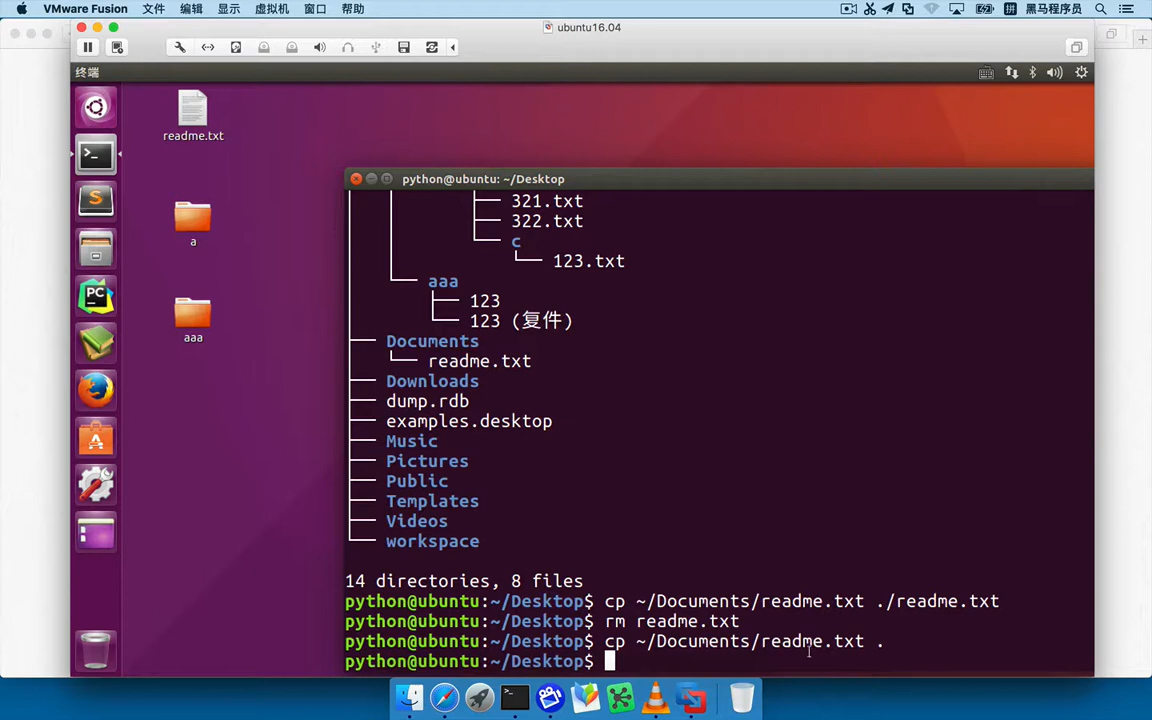 VMware Fusion 文件 编辑 显示 虚拟机 窗口 帮助 拼 黑马程序员
ubuntu16.04
终端
readme.txt
a
aaa
python@ubuntu: ~/Desktop
321.txt
322.txt
c
123.txt
aaa
123
123 (复件)
Documents
readme.txt
Downloads
dump.rdb
examples.desktop
Music
Pictures
Public
Templates
Videos
workspace
14 directories, 8 files
python@ubuntu:~/Desktop$ cp ~/Documents/readme.txt ./readme.txt
python@ubuntu:~/Desktop$ rm readme.txt
python@ubuntu:~/Desktop$ cp ~/Documents/readme.txt .
python@ubuntu:~/Desktop$